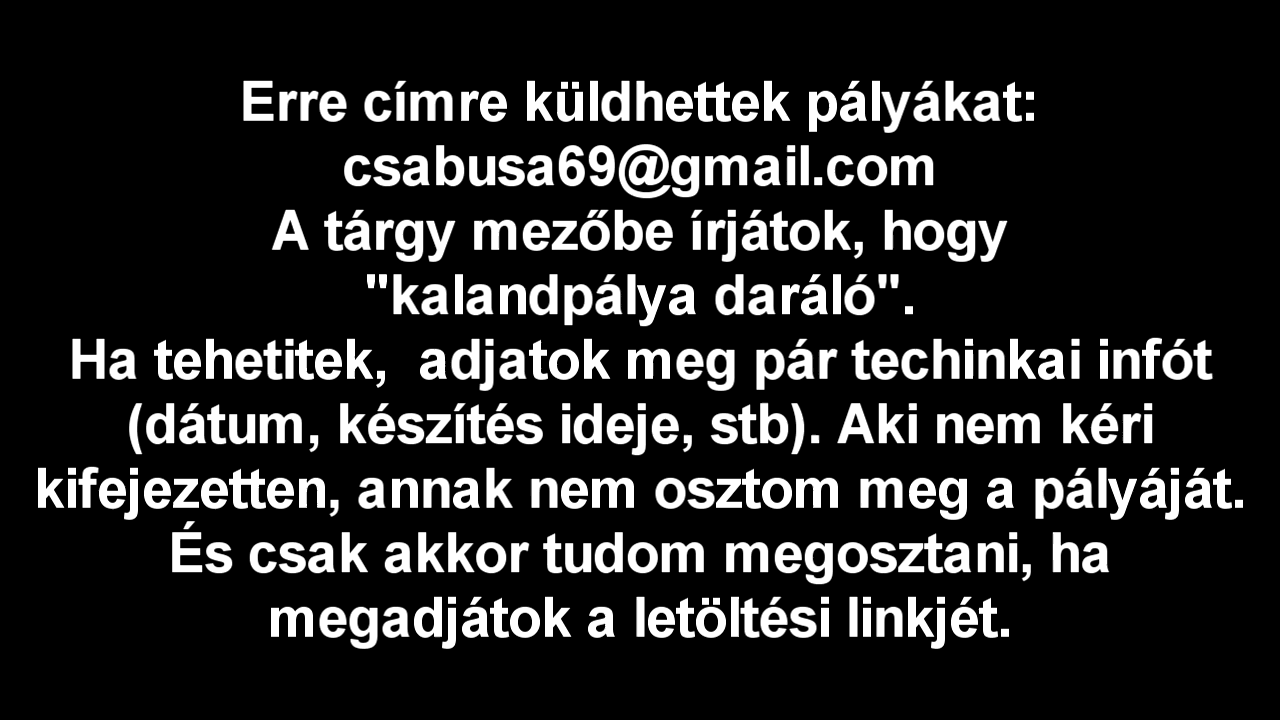 Erre címre küldhettek pályákat:
csabusa69@gmail.com
A tárgy mezőbe írjátok, hogy
"kalandpálya daráló".
Ha tehetitek,  adjatok meg pár techinkai infót
(dátum, készítés ideje, stb). Aki nem kéri
kifejezetten, annak nem osztom meg a pályáját.
És csak akkor tudom megosztani, ha
megadjátok a letöltési linkjét.